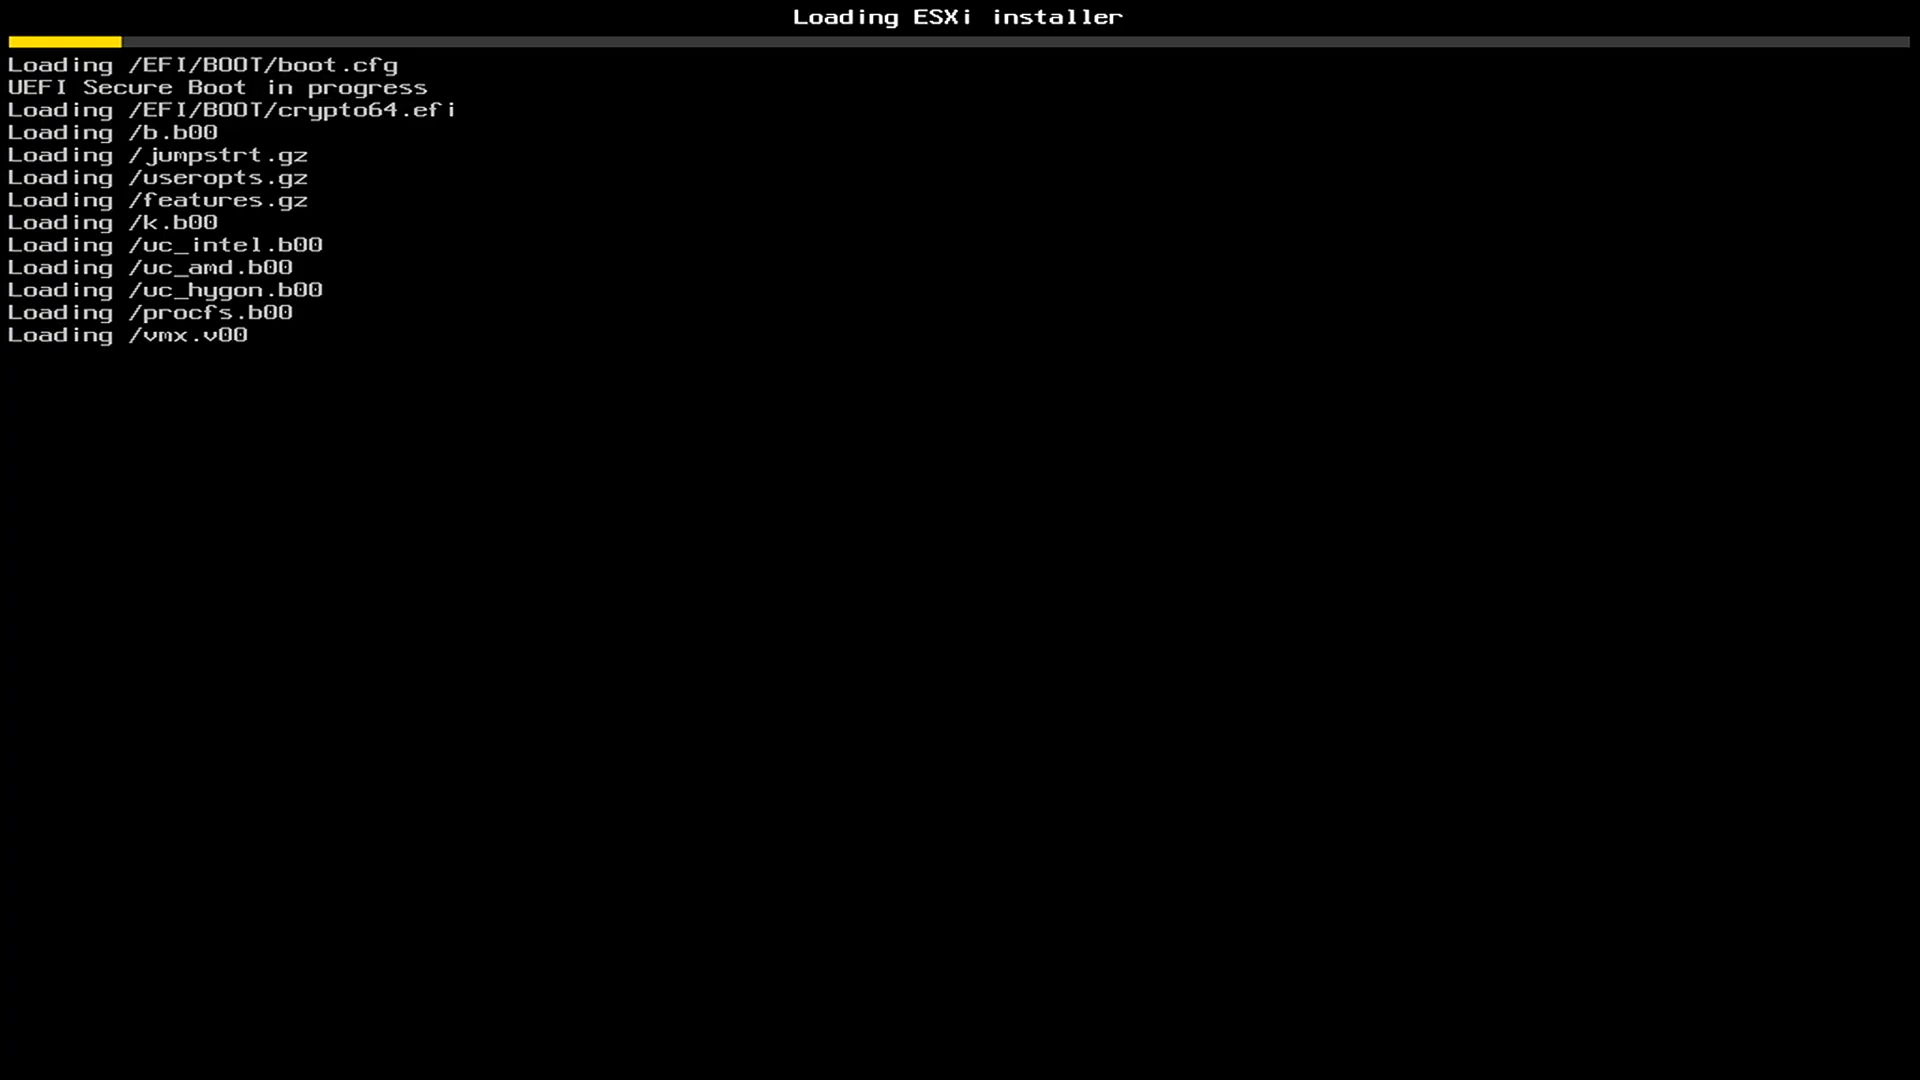 Loading ESXi installer
Loading /EFI/BOOT/boot.cfg
UEFI Secure Boot in progress
Loading /EFI/BOOT/crypto64.efi
Loading /b.b00
Loading /jumpstrt.gz
Loading /useropts.gz
Loading /features.gz
Loading /k.b00
Loading /uc_intel.b00
Loading /uc_amd.b00
Loading /uc_hygon.b00
Loading /procfs.b00
Loading /vmx.v00